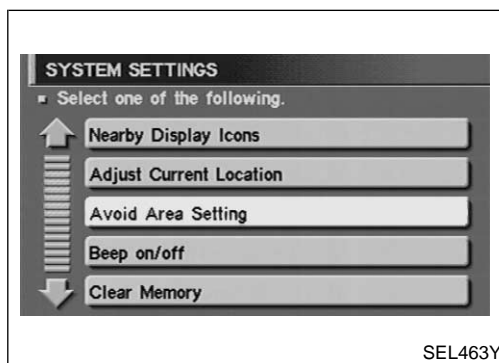 SYSTEM SETTINGS
Select one of the following.
Nearby Display Icons
Adjust Current Location
Avoid Area Setting
Beep on/off
Clear Memory
SEL463Y